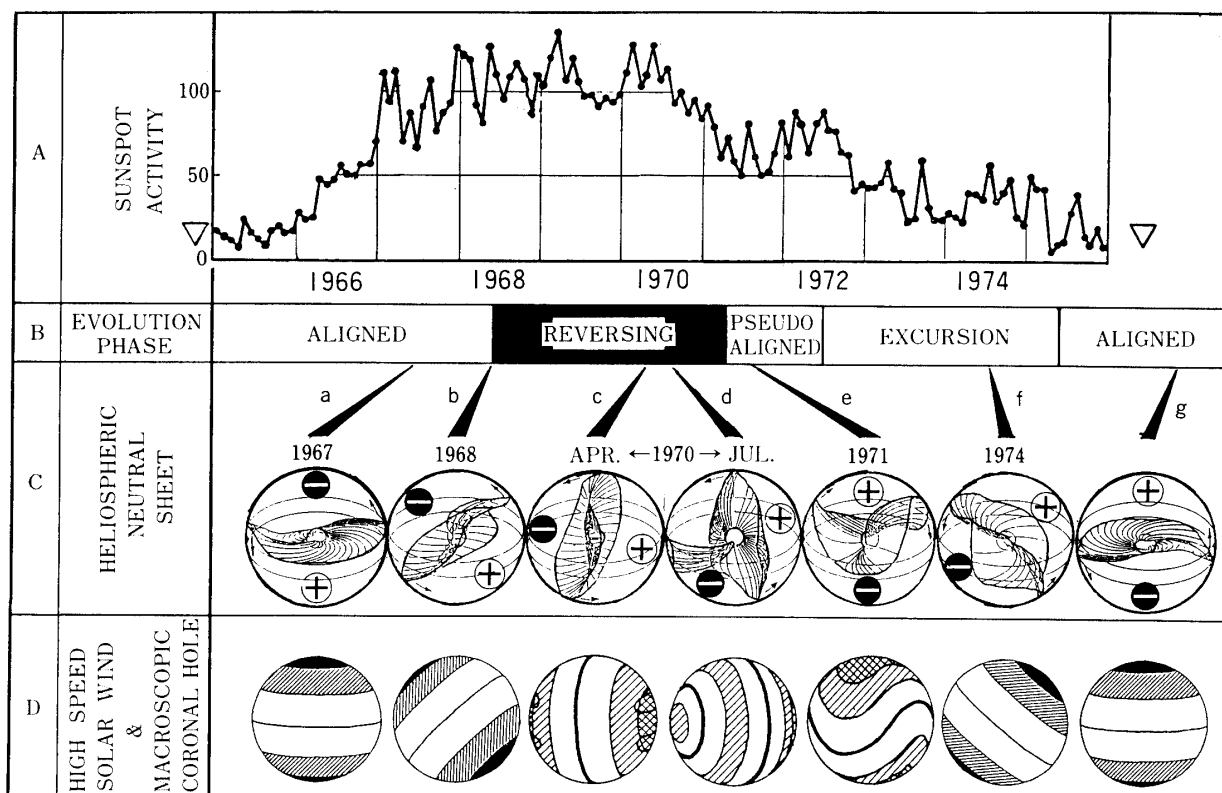 A
SUNSPOT
ACTIVITY
100
50
0
1966 1968 1970 1972 1974
B
EVOLUTION
PHASE
ALIGNED
REVERSING
PSEUDO
ALIGNED
EXCURSION
ALIGNED
C
HELIOSPHERIC
NEUTRAL
SHEET
a b c d e f g
1967 1968 APR. ←1970→ JUL. 1971 1974
− − − + + + +
+ + + − − − −
D
HIGH SPEED
SOLAR WIND
&
MACROSCOPIC
CORONAL HOLE